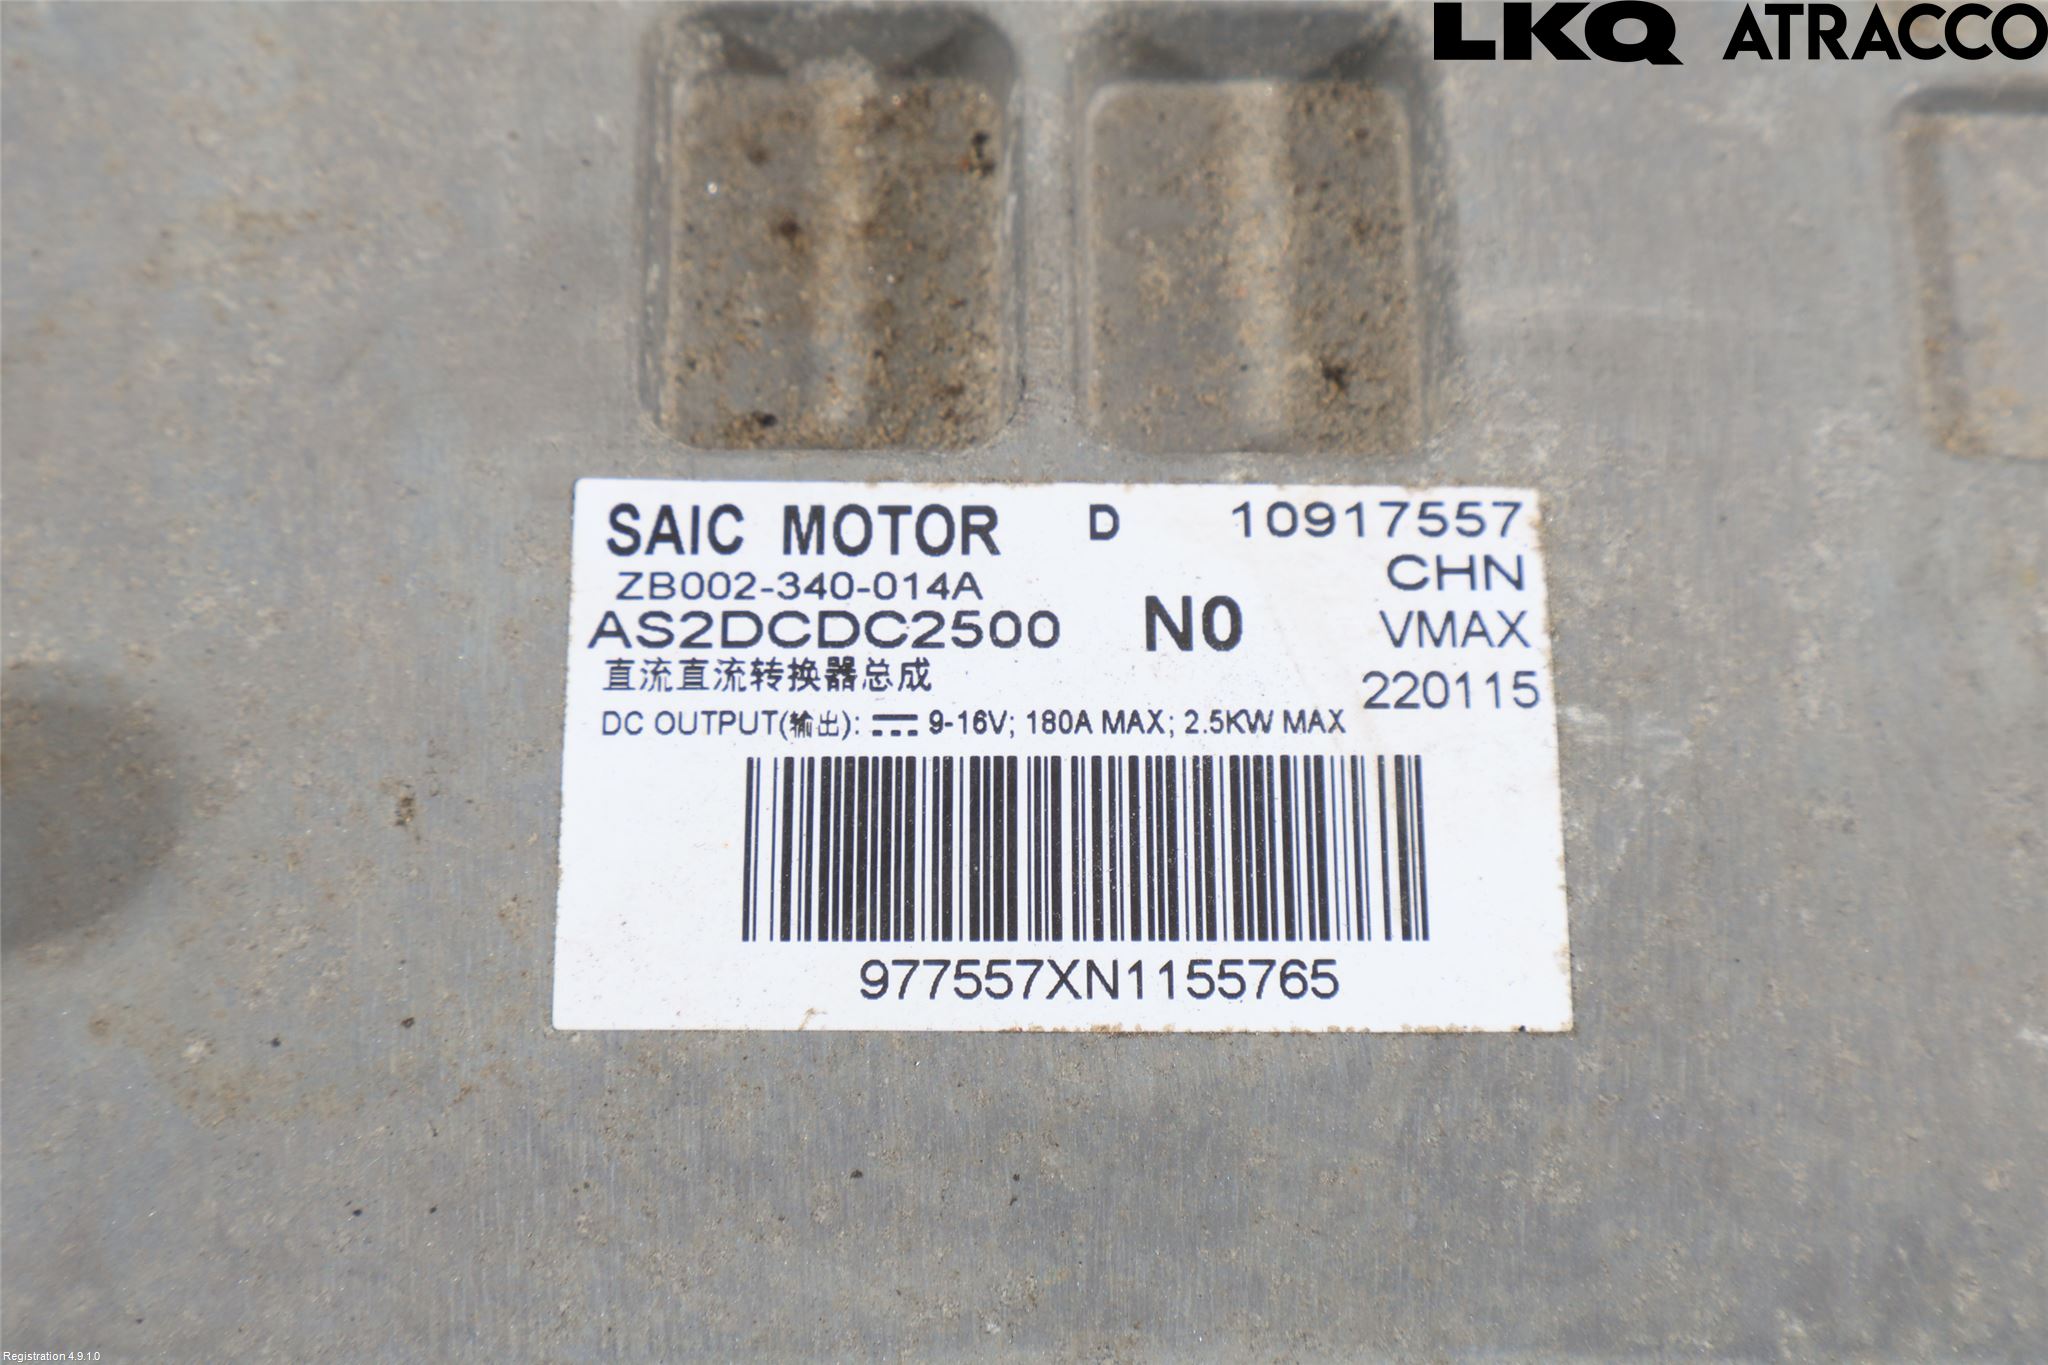 LKQ ATRACCO
SAIC MOTOR D 10917557
ZB002-340-014A CHN
AS2DCDC2500 N0 VMAX
直流直流转换器总成 220115
DC OUTPUT(输出): ⎓ 9-16V; 180A MAX; 2.5KW MAX
977557XN1155765
Registration 4.9.1.0